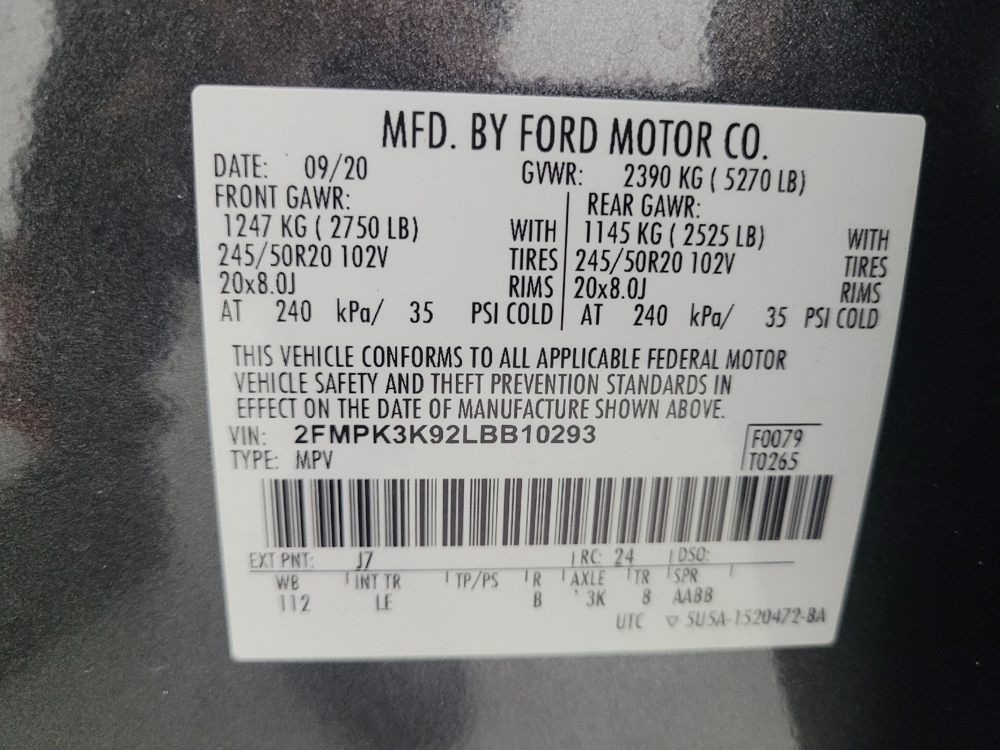 MFD. BY FORD MOTOR CO.
DATE: 09/20 GVWR: 2390 KG ( 5270 LB)
FRONT GAWR: REAR GAWR:
1247 KG ( 2750 LB) WITH 1145 KG ( 2525 LB) WITH
245/50R20 102V TIRES 245/50R20 102V TIRES
20x8.0J RIMS 20x8.0J RIMS
AT 240 kPa/ 35 PSI COLD AT 240 kPa/ 35 PSI COLD
THIS VEHICLE CONFORMS TO ALL APPLICABLE FEDERAL MOTOR
VEHICLE SAFETY AND THEFT PREVENTION STANDARDS IN
EFFECT ON THE DATE OF MANUFACTURE SHOWN ABOVE.
VIN: 2FMPK3K92LBB10293 F0079
TYPE: MPV T0265
EXT PNT: J7 RC: 24 DSO:
WB INT TR TP/PS R AXLE TR SPR
112 LE B 3K 8 AABB
UTC ▽ 5U5A-1520472-BA